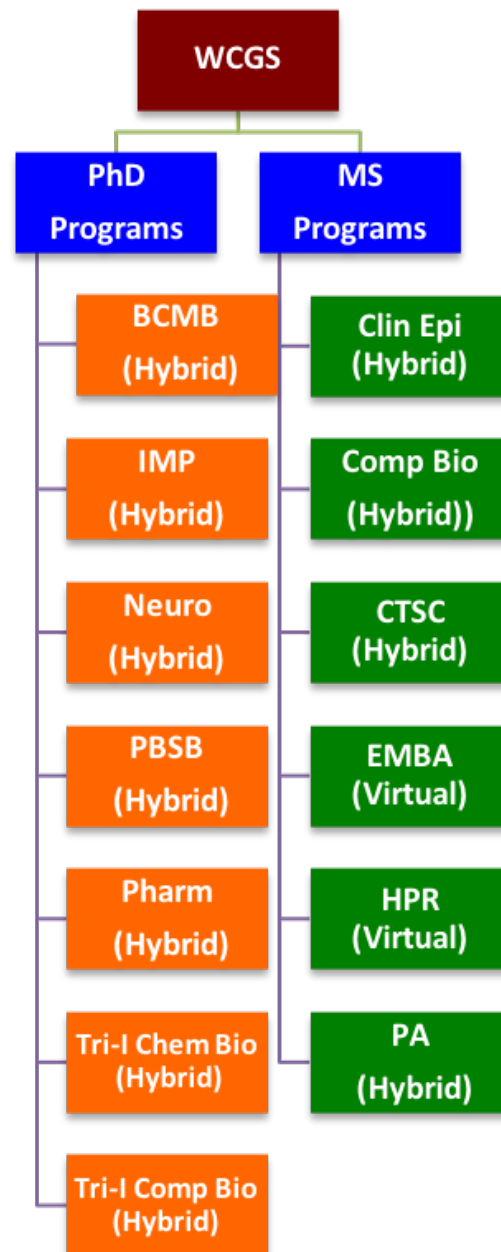 WCGS
PhD
Programs
MS
Programs
BCMB
(Hybrid)
IMP
(Hybrid)
Neuro
(Hybrid)
PBSB
(Hybrid)
Pharm
(Hybrid)
Tri-I Chem Bio
(Hybrid)
Tri-I Comp Bio
(Hybrid)
Clin Epi
(Hybrid)
Comp Bio
(Hybrid))
CTSC
(Hybrid)
EMBA
(Virtual)
HPR
(Virtual)
PA
(Hybrid)